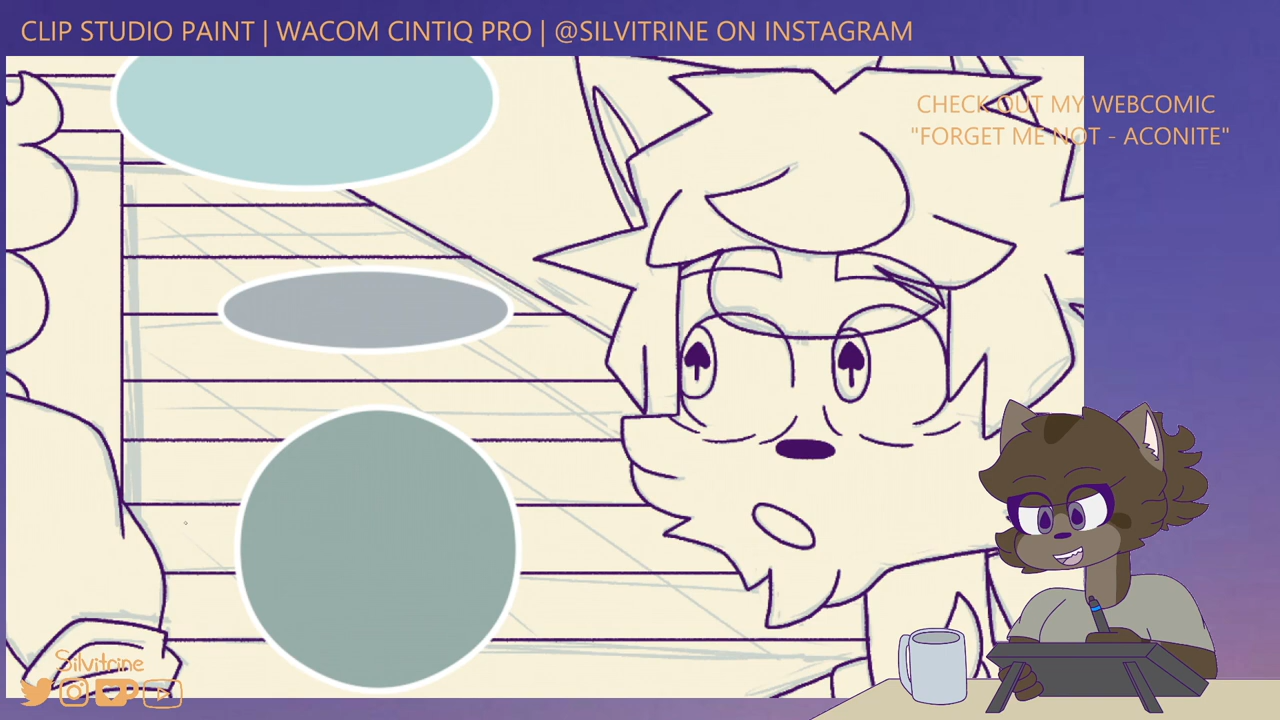 CLIP STUDIO PAINT | WACOM CINTIQ PRO | @SILVITRINE ON INSTAGRAM
CHECK OUT MY WEBCOMIC
"FORGET ME NOT - ACONITE"
Silvitrine